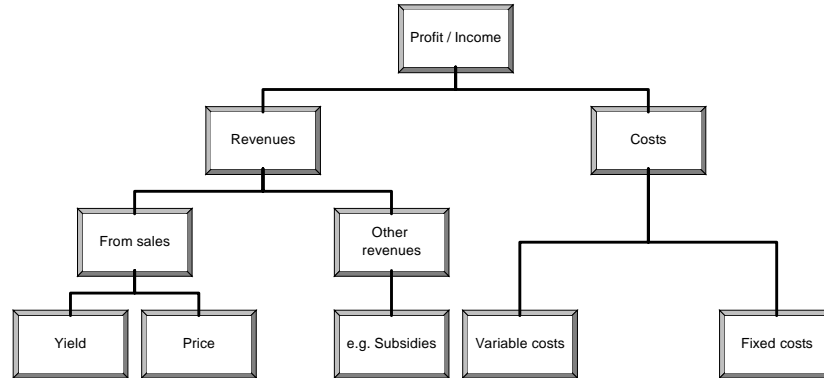 Profit / Income
Revenues
Costs
From sales
Other
revenues
Yield
Price
e.g. Subsidies
Variable costs
Fixed costs